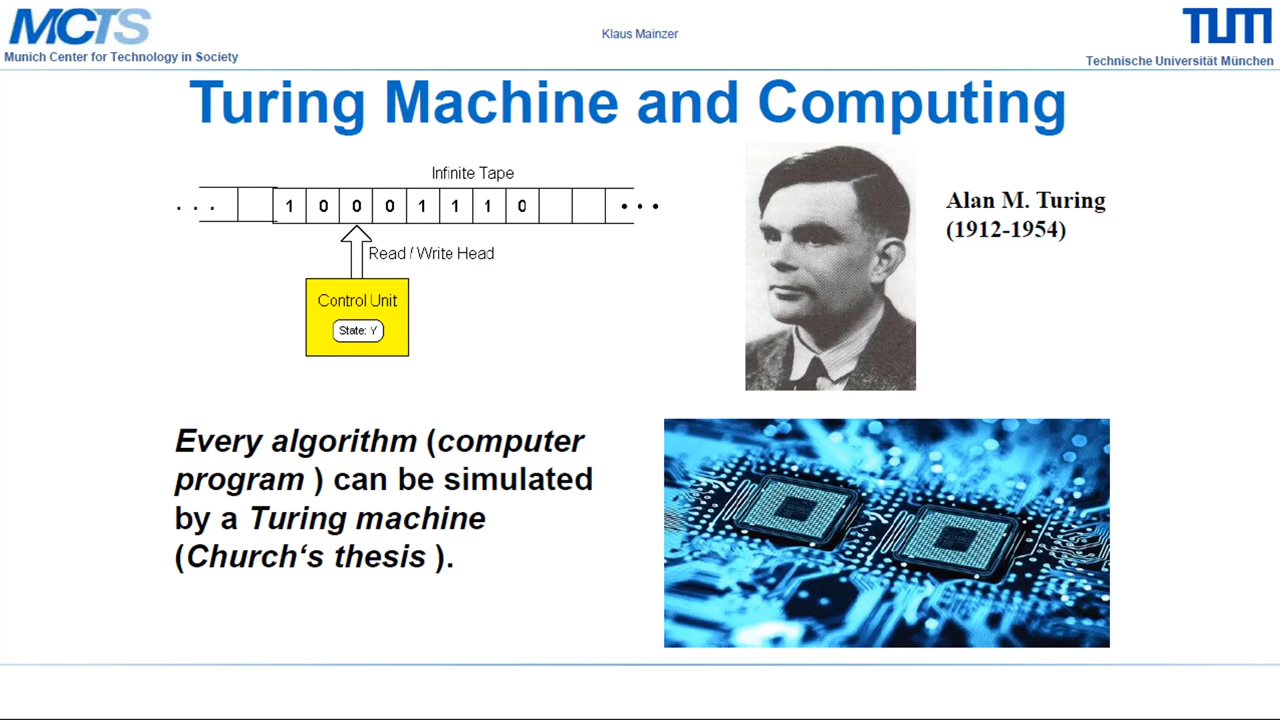 MCTS
Munich Center for Technology in Society
Klaus Mainzer
TUM
Technische Universität München
Turing Machine and Computing
Infinite Tape
. . . 1 0 0 0 1 1 1 0 • • •
Read / Write Head
Control Unit
State: Y
Alan M. Turing
(1912-1954)
Every algorithm (computer
program ) can be simulated
by a Turing machine
(Church‘s thesis ).